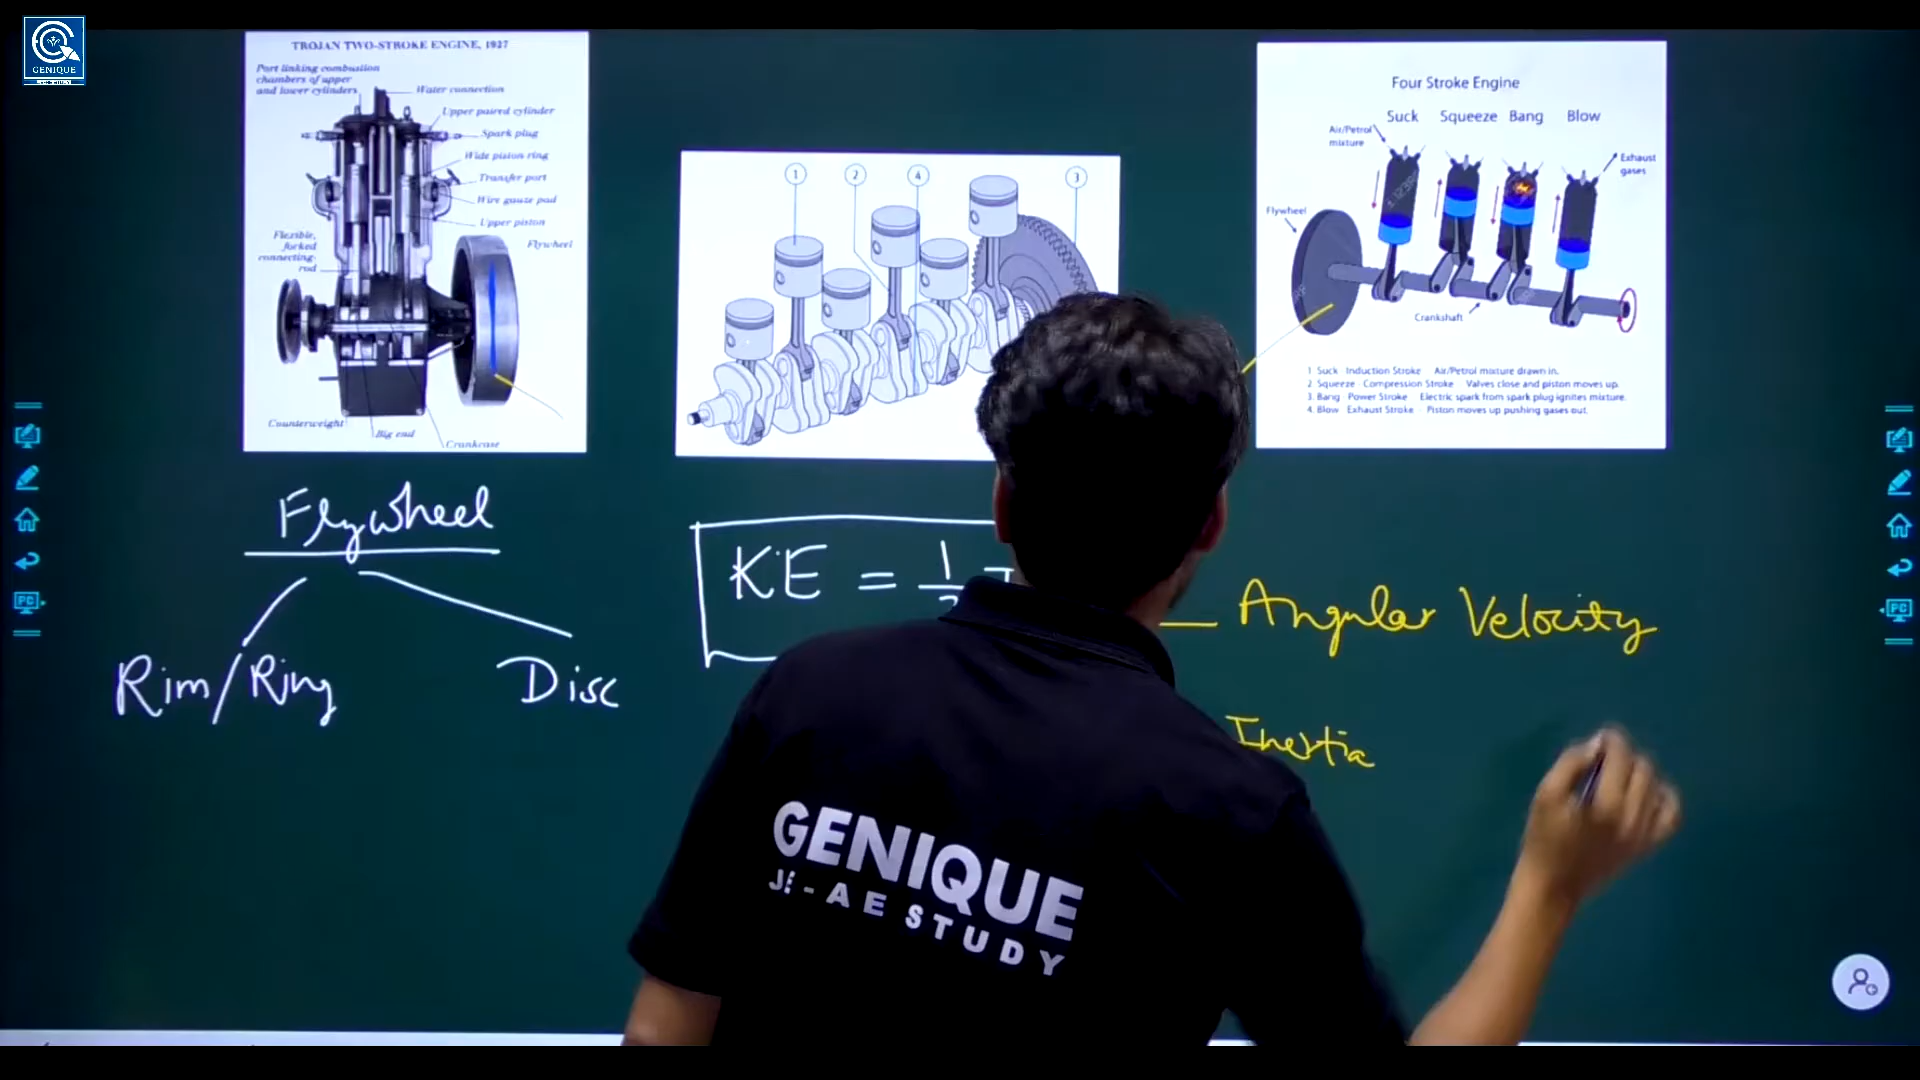 GENIQUE
TROJAN TWO-STROKE ENGINE, 1927
Port linking combustion
chambers of upper
and lower cylinders
Water connection
Upper paired cylinder
Spark plug
Wide piston ring
Transfer port
Wire gauze pad
Upper piston
Flexible,
forked
connecting-
rod
Flywheel
Counterweight
Big end
Crankcase
1
2
4
3
Four Stroke Engine
Suck Squeeze Bang Blow
Air/Petrol
mixture
Exhaust
gases
Flywheel
Crankshaft
1 Suck Induction Stroke Air/Petrol mixture drawn in.
2 Squeeze Compression Stroke Valves close and piston moves up.
3. Bang Power Stroke Electric spark from spark plug ignites mixture.
4. Blow Exhaust Stroke Piston moves up pushing gases out.
Flywheel
Rim/Ring
Disc
KE = 1
Angular Velocity
Inertia
GENIQUE
JE-AE STUDY
PC
PC